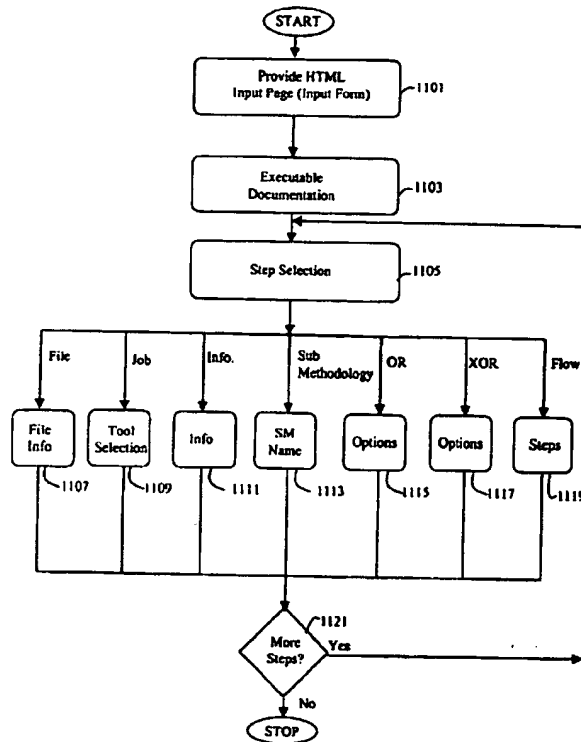 START
Provide HTML
Input Page (Input Form)
1101
Executable
Documentation
1103
Step Selection
1105
File
Job
Info.
Sub
Methodology
OR
XOR
Flow
File
Info
Tool
Selection
Info
SM
Name
Options
Options
Steps
1107
1109
1111
1113
1115
1117
1119
1121
More
Steps?
Yes
No
STOP